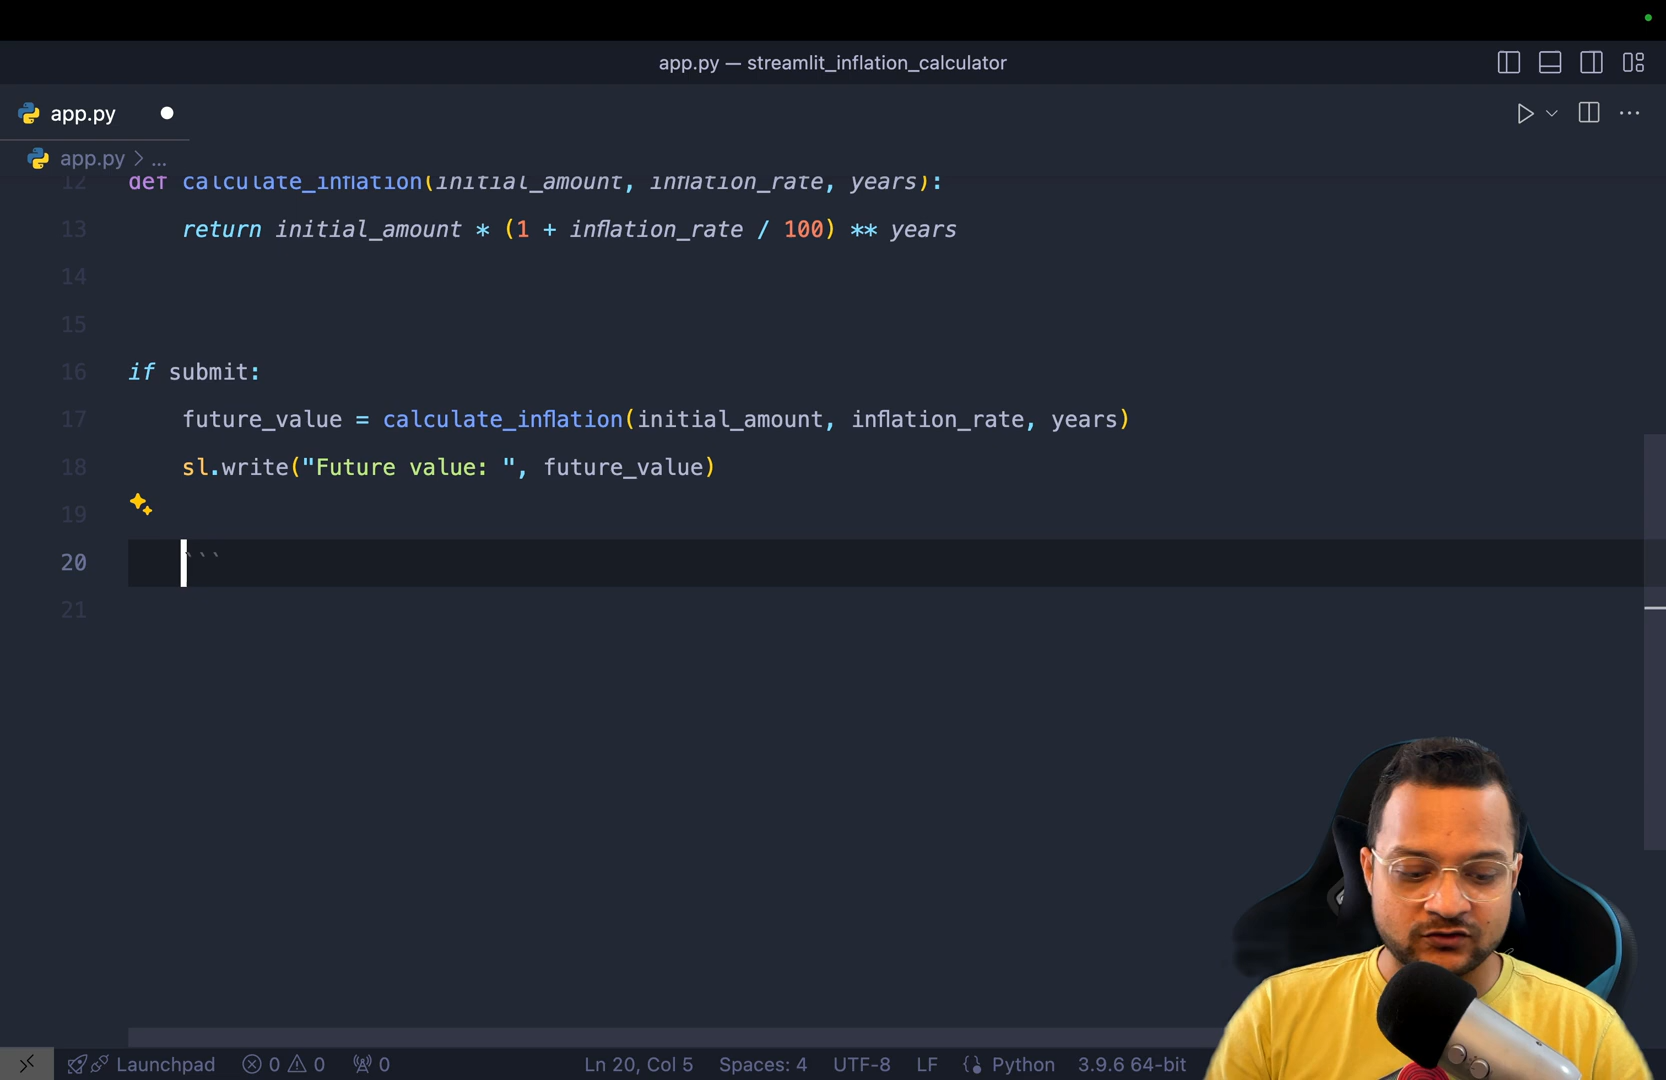 app.py — streamlit_inflation_calculator
app.py
app.py > ...
12 def calculate_inflation(initial_amount, inflation_rate, years):
13 return initial_amount * (1 + inflation_rate / 100) ** years
14
15
16 if submit:
17 future_value = calculate_inflation(initial_amount, inflation_rate, years)
18 sl.write("Future value: ", future_value)
19
20 ```
21
Launchpad 0 0 0 Ln 20, Col 5 Spaces: 4 UTF-8 LF Python 3.9.6 64-bit